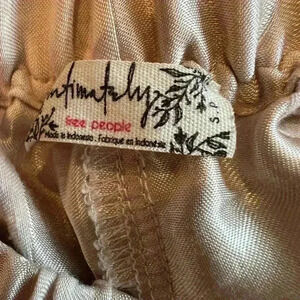 intimately
free people
Made in Indonesia. Fabriqué en Indonésie
S.P